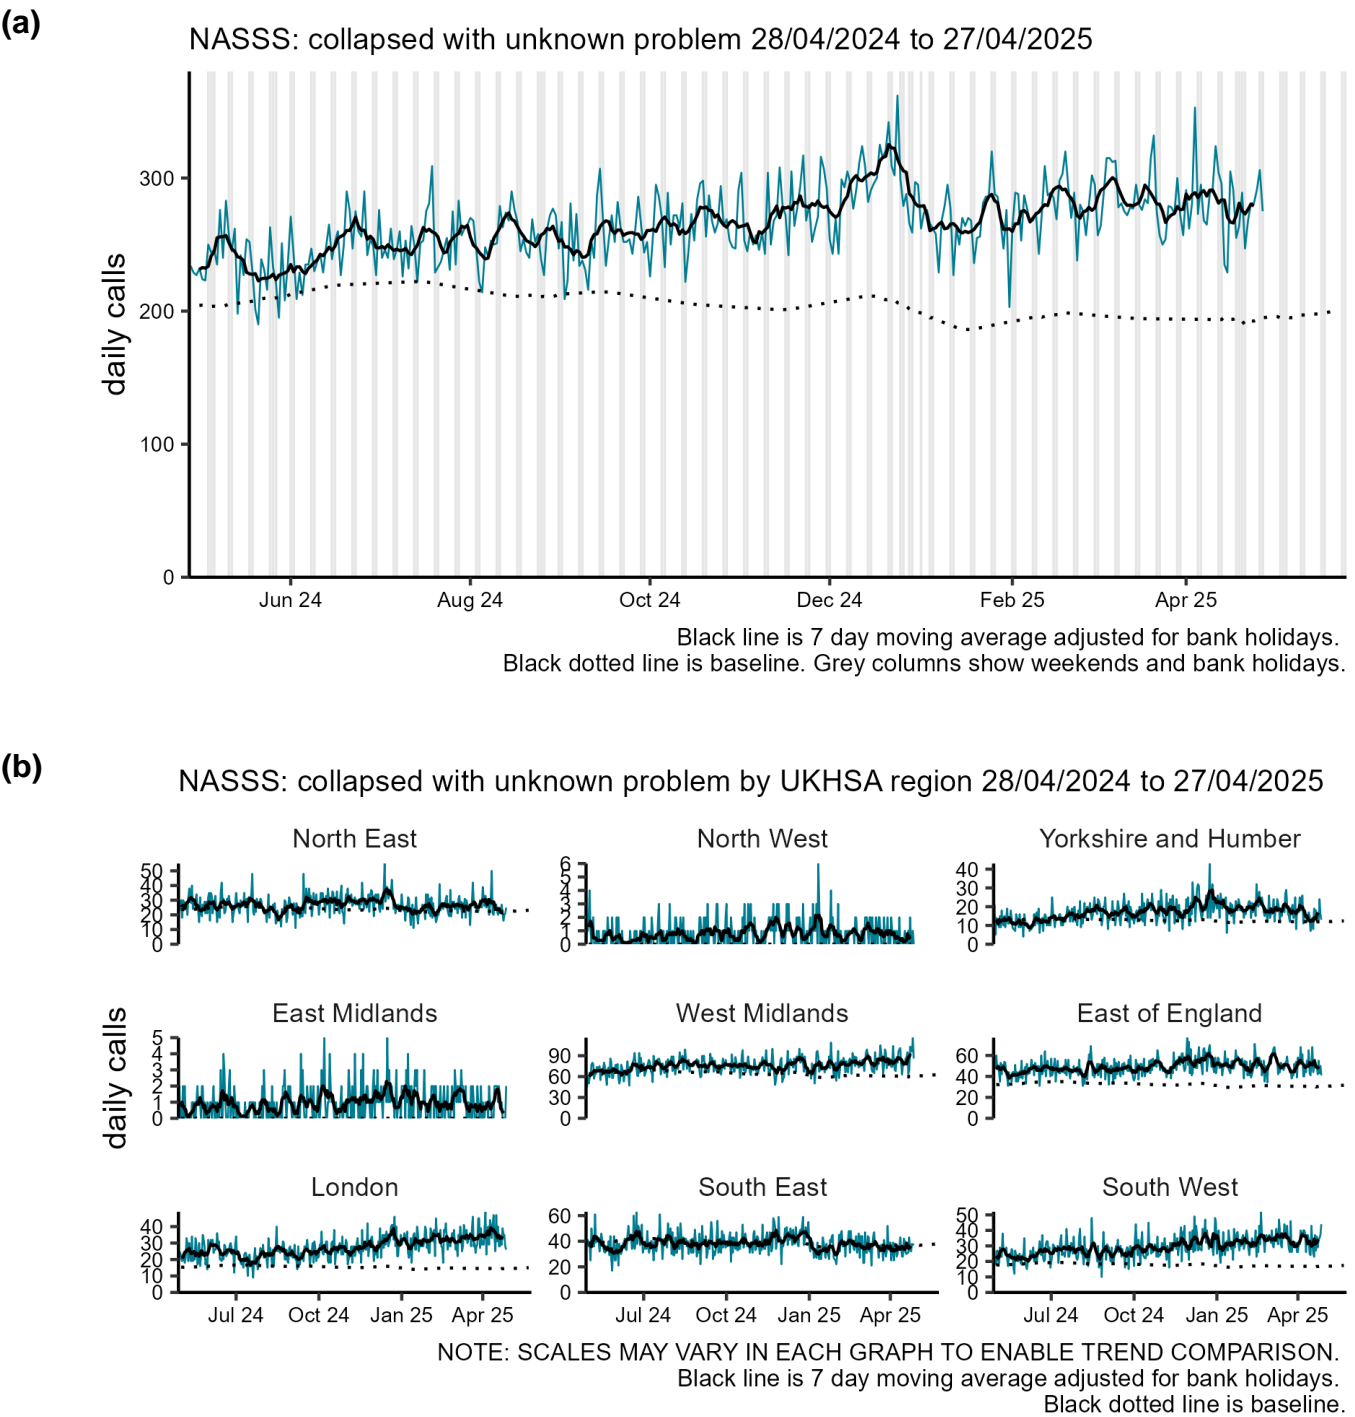 (a)
NASSS: collapsed with unknown problem 28/04/2024 to 27/04/2025
daily calls
300
200
100
0
Jun 24 Aug 24 Oct 24 Dec 24 Feb 25 Apr 25
Black line is 7 day moving average adjusted for bank holidays.
Black dotted line is baseline. Grey columns show weekends and bank holidays.
(b)
NASSS: collapsed with unknown problem by UKHSA region 28/04/2024 to 27/04/2025
daily calls
North East
50
40
30
20
10
0
North West
6
5
4
3
2
1
0
Yorkshire and Humber
40
30
20
10
0
East Midlands
5
4
3
2
1
0
West Midlands
90
60
30
0
East of England
60
40
20
0
London
40
30
20
10
0
Jul 24 Oct 24 Jan 25 Apr 25
South East
60
40
20
0
Jul 24 Oct 24 Jan 25 Apr 25
South West
50
40
30
20
10
0
Jul 24 Oct 24 Jan 25 Apr 25
NOTE: SCALES MAY VARY IN EACH GRAPH TO ENABLE TREND COMPARISON.
Black line is 7 day moving average adjusted for bank holidays.
Black dotted line is baseline.